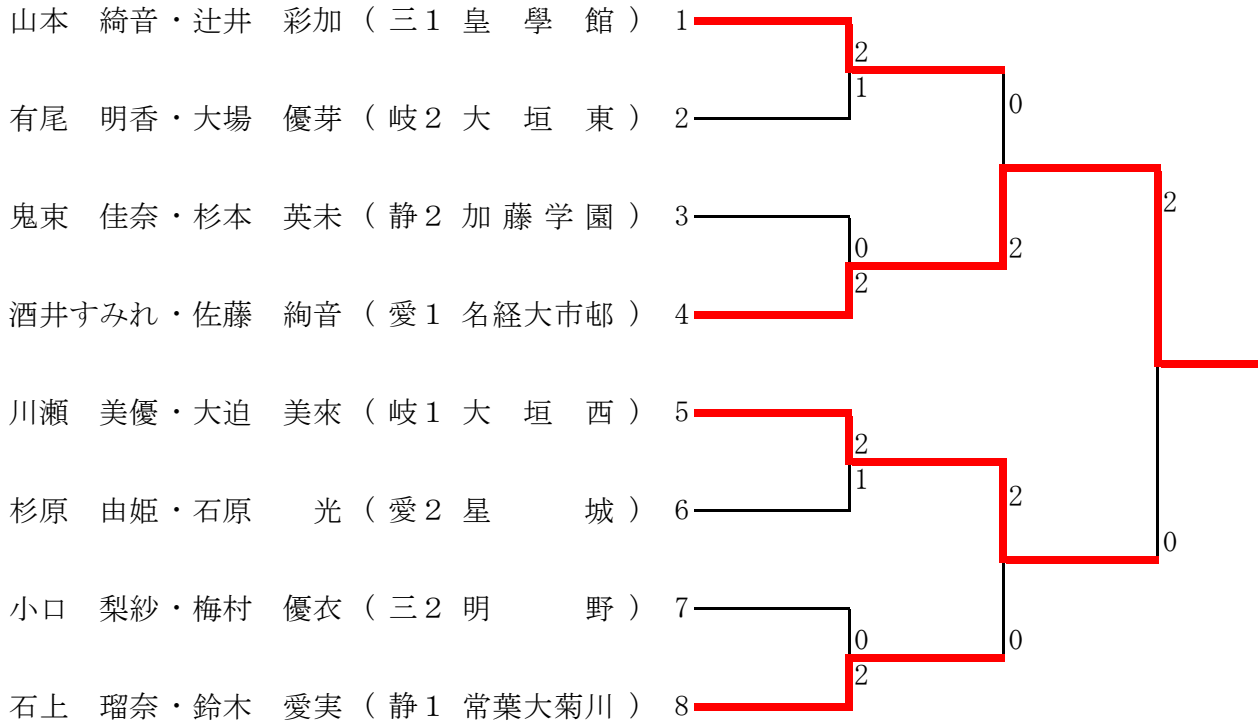 山本　綺音・辻井　彩加（三１ 皇　學　館）　1
2
1
0
有尾　明香・大場　優芽（岐２ 大　垣　東）　2
鬼束　佳奈・杉本　英未（静２ 加藤学園）　3
2
0
2
2
酒井すみれ・佐藤　絢音（愛１ 名経大市邨）　4
川瀬　美優・大迫　美來（岐１ 大　垣　西）　5
2
1
2
杉原　由姫・石原　　光（愛２ 星　　　城）　6
0
小口　梨紗・梅村　優衣（三２ 明　　　野）　7
0
0
2
石上　瑠奈・鈴木　愛実（静１ 常葉大菊川）　8